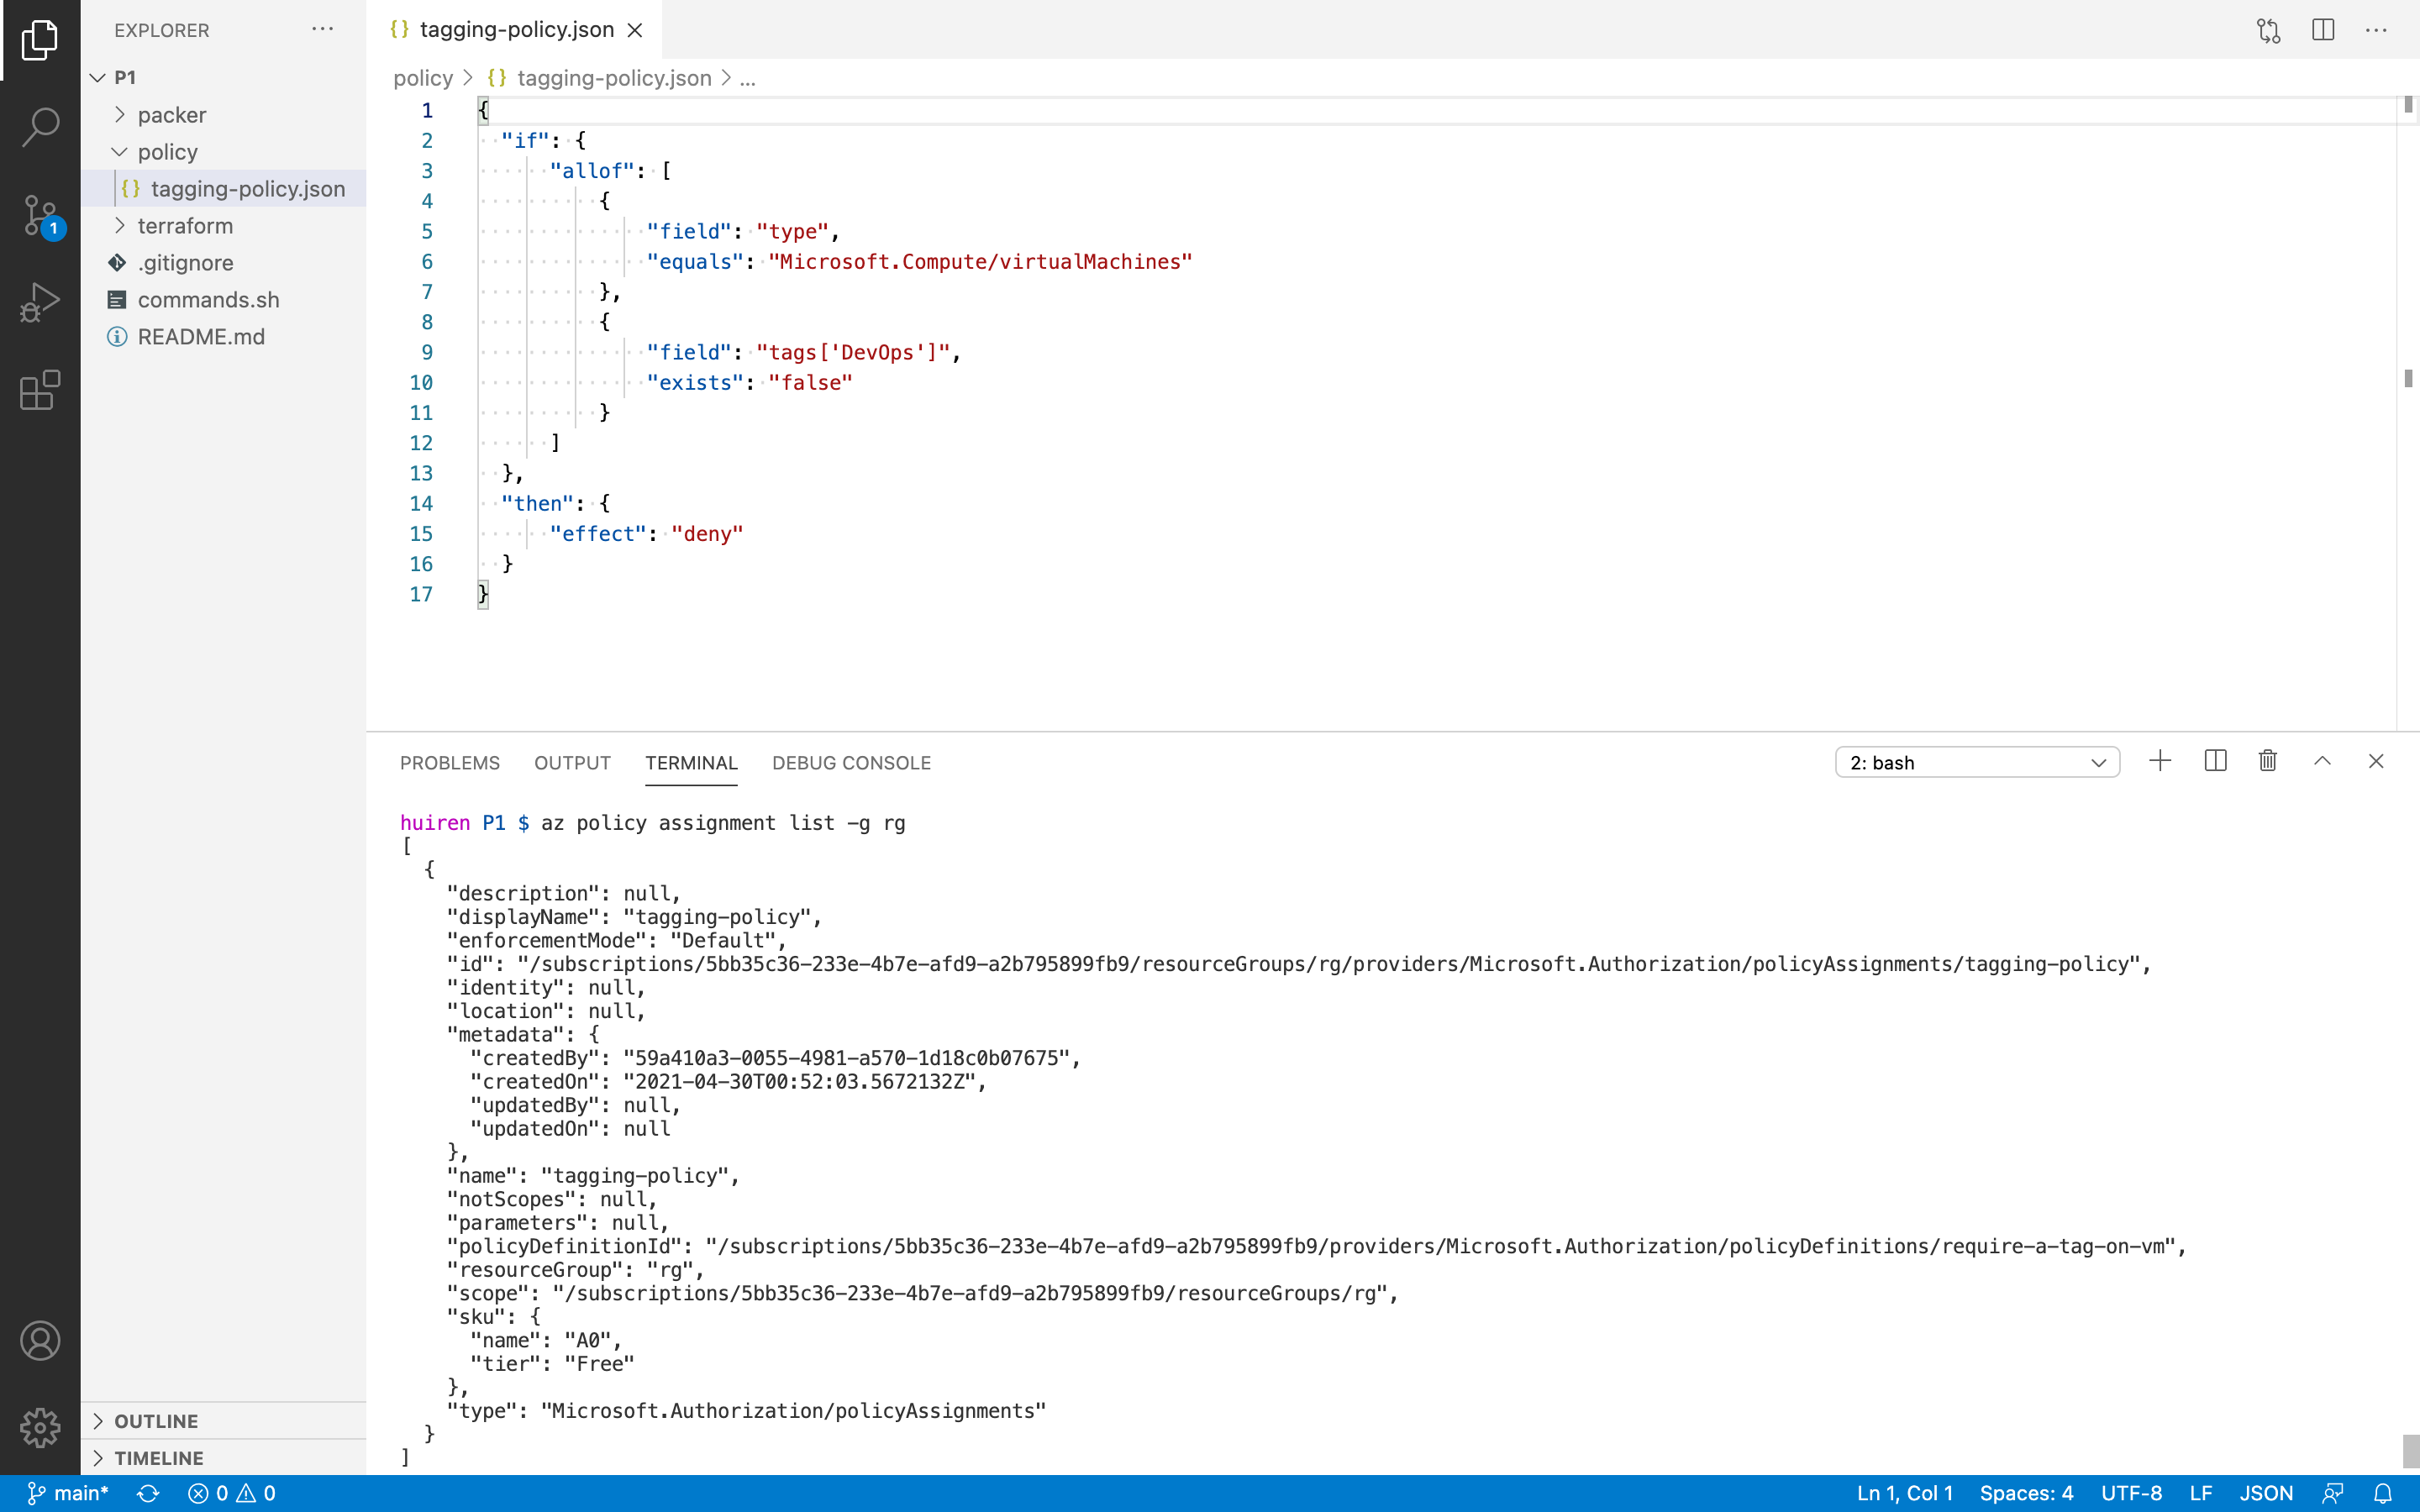 EXPLORER
P1
packer
policy
{} tagging-policy.json
terraform
.gitignore
commands.sh
README.md
1
OUTLINE
TIMELINE
{} tagging-policy.json
policy > {} tagging-policy.json > ...
1 {
2   "if": {
3       "allof": [
4           {
5               "field": "type",
6               "equals": "Microsoft.Compute/virtualMachines"
7           },
8           {
9               "field": "tags['DevOps']",
10               "exists": "false"
11           }
12       ]
13   },
14   "then": {
15       "effect": "deny"
16   }
17 }
PROBLEMS OUTPUT TERMINAL DEBUG CONSOLE 2: bash
huiren P1 $ az policy assignment list -g rg
[
  {
    "description": null,
    "displayName": "tagging-policy",
    "enforcementMode": "Default",
    "id": "/subscriptions/5bb35c36-233e-4b7e-afd9-a2b795899fb9/resourceGroups/rg/providers/Microsoft.Authorization/policyAssignments/tagging-policy",
    "identity": null,
    "location": null,
    "metadata": {
      "createdBy": "59a410a3-0055-4981-a570-1d18c0b07675",
      "createdOn": "2021-04-30T00:52:03.5672132Z",
      "updatedBy": null,
      "updatedOn": null
    },
    "name": "tagging-policy",
    "notScopes": null,
    "parameters": null,
    "policyDefinitionId": "/subscriptions/5bb35c36-233e-4b7e-afd9-a2b795899fb9/providers/Microsoft.Authorization/policyDefinitions/require-a-tag-on-vm",
    "resourceGroup": "rg",
    "scope": "/subscriptions/5bb35c36-233e-4b7e-afd9-a2b795899fb9/resourceGroups/rg",
    "sku": {
      "name": "A0",
      "tier": "Free"
    },
    "type": "Microsoft.Authorization/policyAssignments"
  }
]
main* 0 0 Ln 1, Col 1 Spaces: 4 UTF-8 LF JSON